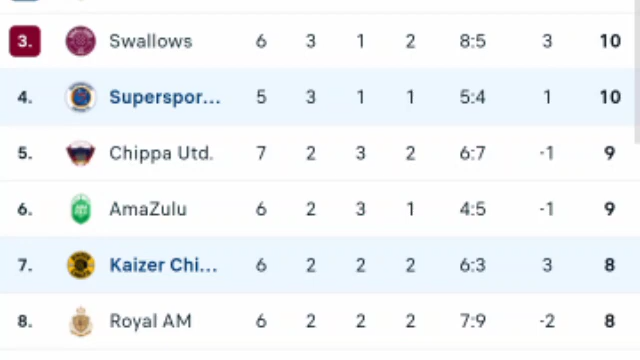 3. Swallows 6 3 1 2 8:5 3 10
4. Superspor... 5 3 1 1 5:4 1 10
5. Chippa Utd. 7 2 3 2 6:7 -1 9
6. AmaZulu 6 2 3 1 4:5 -1 9
7. Kaizer Chi... 6 2 2 2 6:3 3 8
8. Royal AM 6 2 2 2 7:9 -2 8